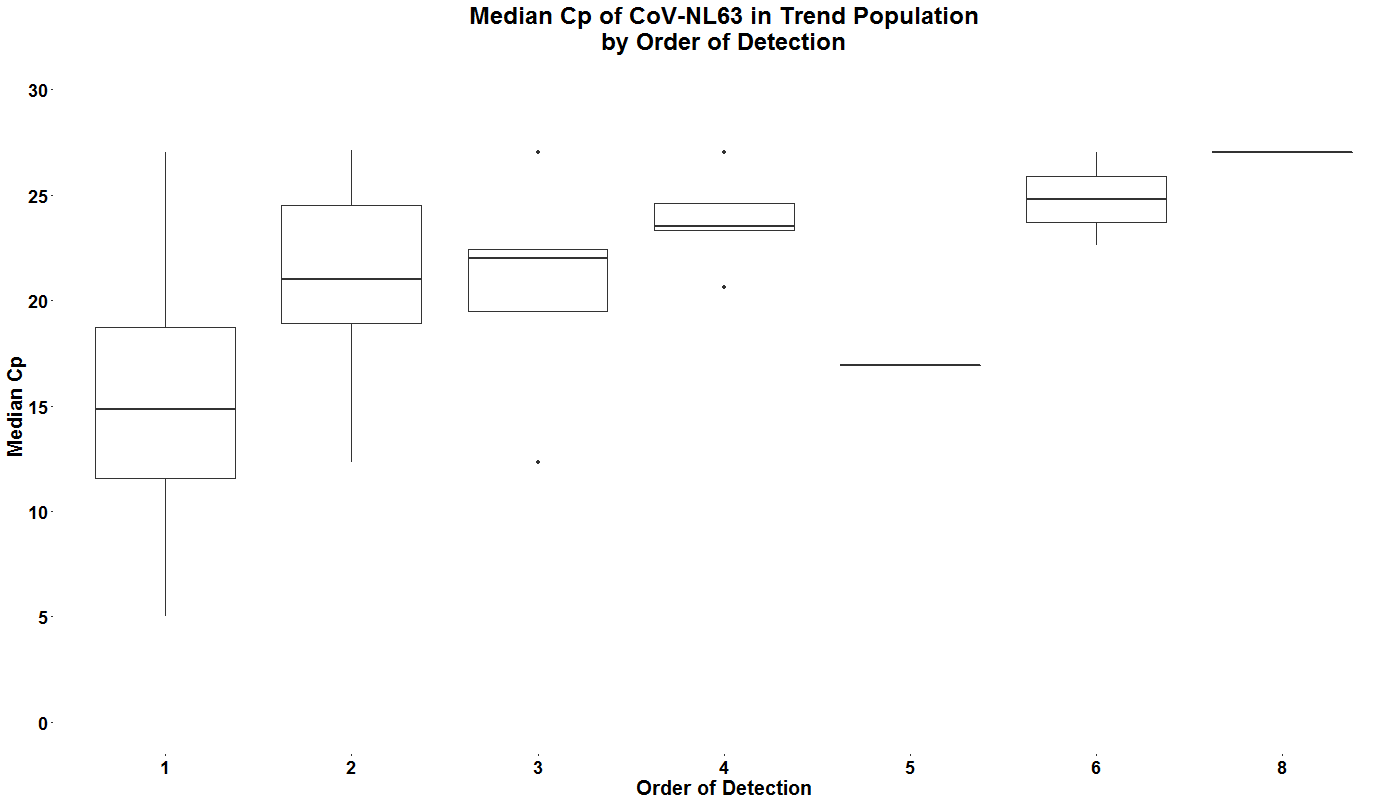 Median Cp of CoV-NL63 in Trend Population
by Order of Detection
30
25
20
15
10
5
0
Median Cp
1 2 3 4 5 6 8
Order of Detection